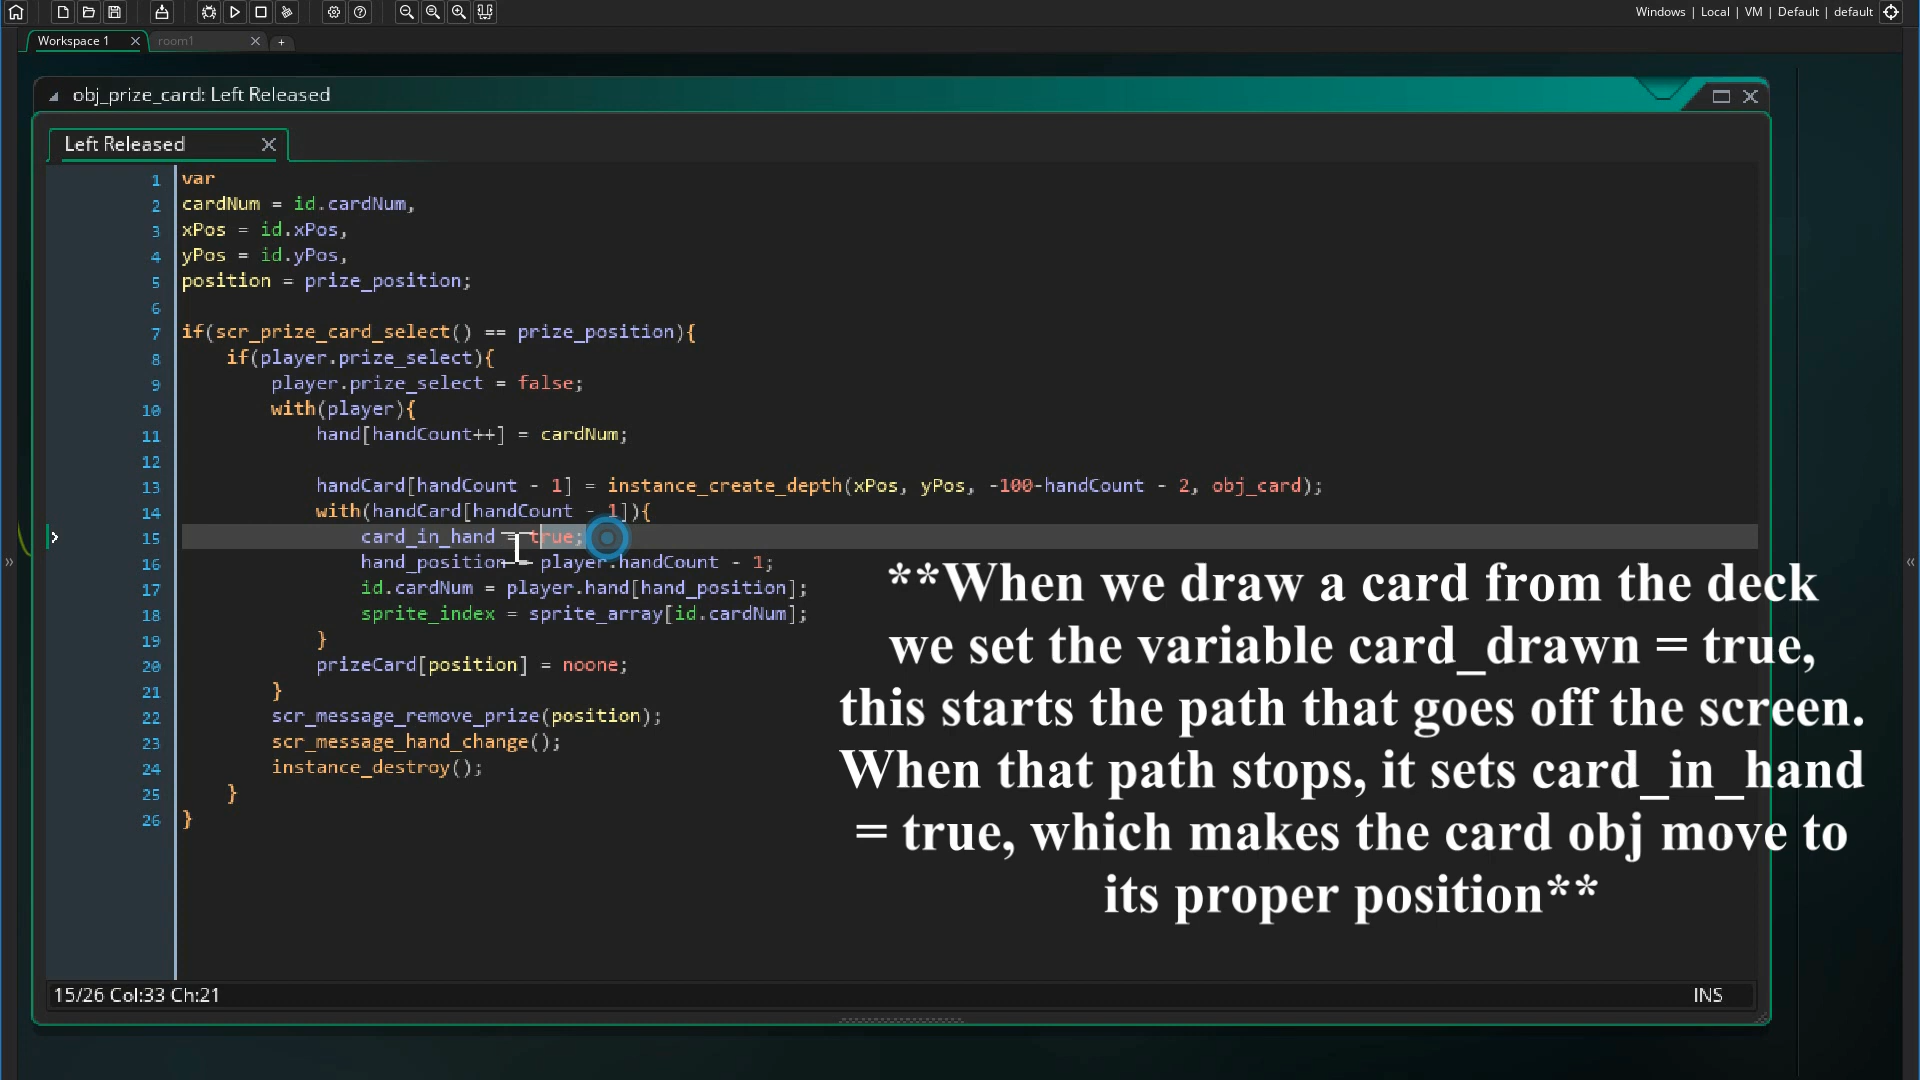 Windows | Local | VM | Default | default
Workspace 1
room1
obj_prize_card: Left Released
Left Released
1 var
2 cardNum = id.cardNum,
3 xPos = id.xPos,
4 yPos = id.yPos,
5 position = prize_position;
6
7 if(scr_prize_card_select() == prize_position){
8 if(player.prize_select){
9 player.prize_select = false;
10 with(player){
11 hand[handCount++] = cardNum;
12
13 handCard[handCount - 1] = instance_create_depth(xPos, yPos, -100-handCount - 2, obj_card);
14 with(handCard[handCount - 1]){
15 card_in_hand = true;
16 hand_position = player.handCount - 1;
17 id.cardNum = player.hand[hand_position];
18 sprite_index = sprite_array[id.cardNum];
19 }
20 prizeCard[position] = noone;
21 }
22 scr_message_remove_prize(position);
23 scr_message_hand_change();
24 instance_destroy();
25 }
26 }
**When we draw a card from the deck
we set the variable card_drawn = true,
this starts the path that goes off the screen.
When that path stops, it sets card_in_hand
= true, which makes the card obj move to
its proper position**
15/26 Col:33 Ch:21
INS